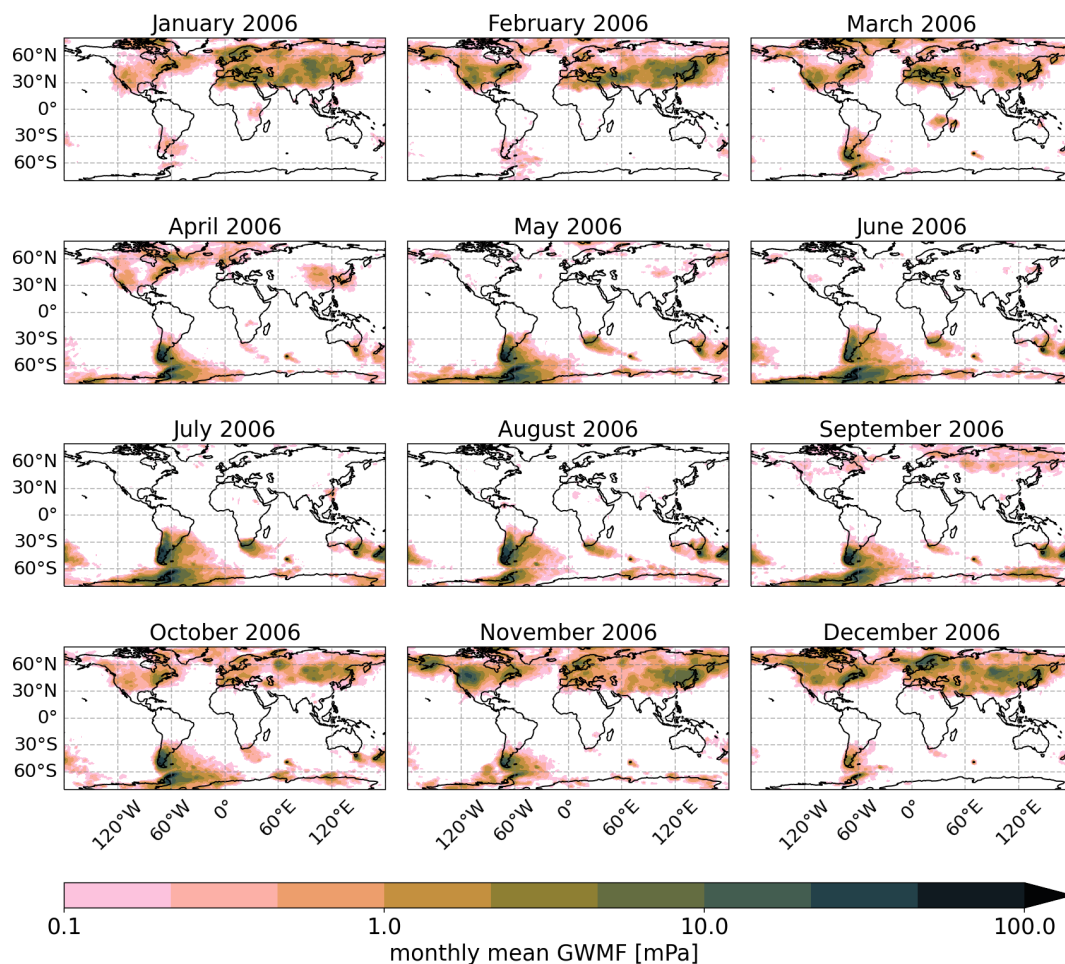 January 2006
February 2006
March 2006
60°N
30°N
0°
30°S
60°S
April 2006
May 2006
June 2006
60°N
30°N
0°
30°S
60°S
July 2006
August 2006
September 2006
60°N
30°N
0°
30°S
60°S
October 2006
November 2006
December 2006
60°N
30°N
0°
30°S
60°S
120°W
60°W
0°
60°E
120°E
120°W
60°W
0°
60°E
120°E
120°W
60°W
0°
60°E
120°E
0.1
1.0
10.0
100.0
monthly mean GWMF [mPa]